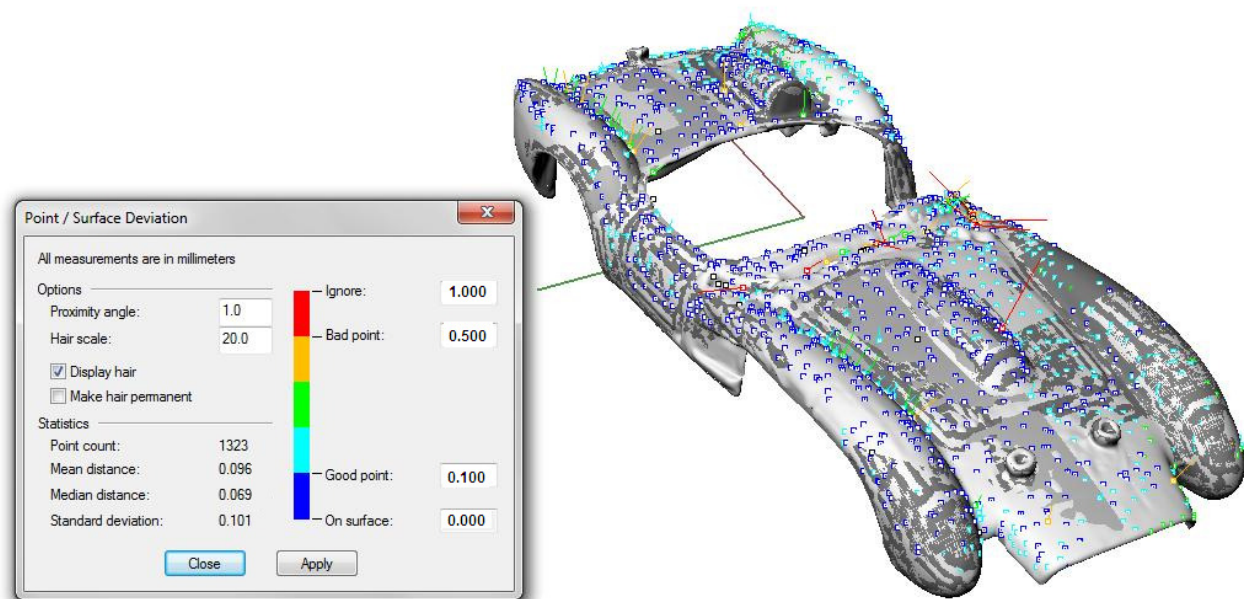 Point / Surface Deviation
All measurements are in millimeters
Options
Proximity angle: 1.0
Hair scale: 20.0
Display hair
Make hair permanent
Statistics
Point count: 1323
Mean distance: 0.096
Median distance: 0.069
Standard deviation: 0.101
Ignore: 1.000
Bad point: 0.500
Good point: 0.100
On surface: 0.000
Close
Apply